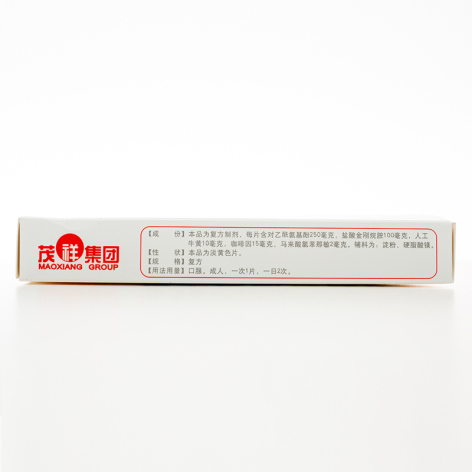 茂祥集团
MAOXIANG GROUP
【成 份】本品为复方制剂，每片含对乙酰氨基酚250毫克，盐酸金刚烷胺100毫克，人工
牛黄10毫克，咖啡因15毫克，马来酸氯苯那敏2毫克。辅料为：淀粉，硬脂酸镁。
【性 状】本品为淡黄色片。
【规 格】复方
【用法用量】口服。成人，一次1片，一日2次。